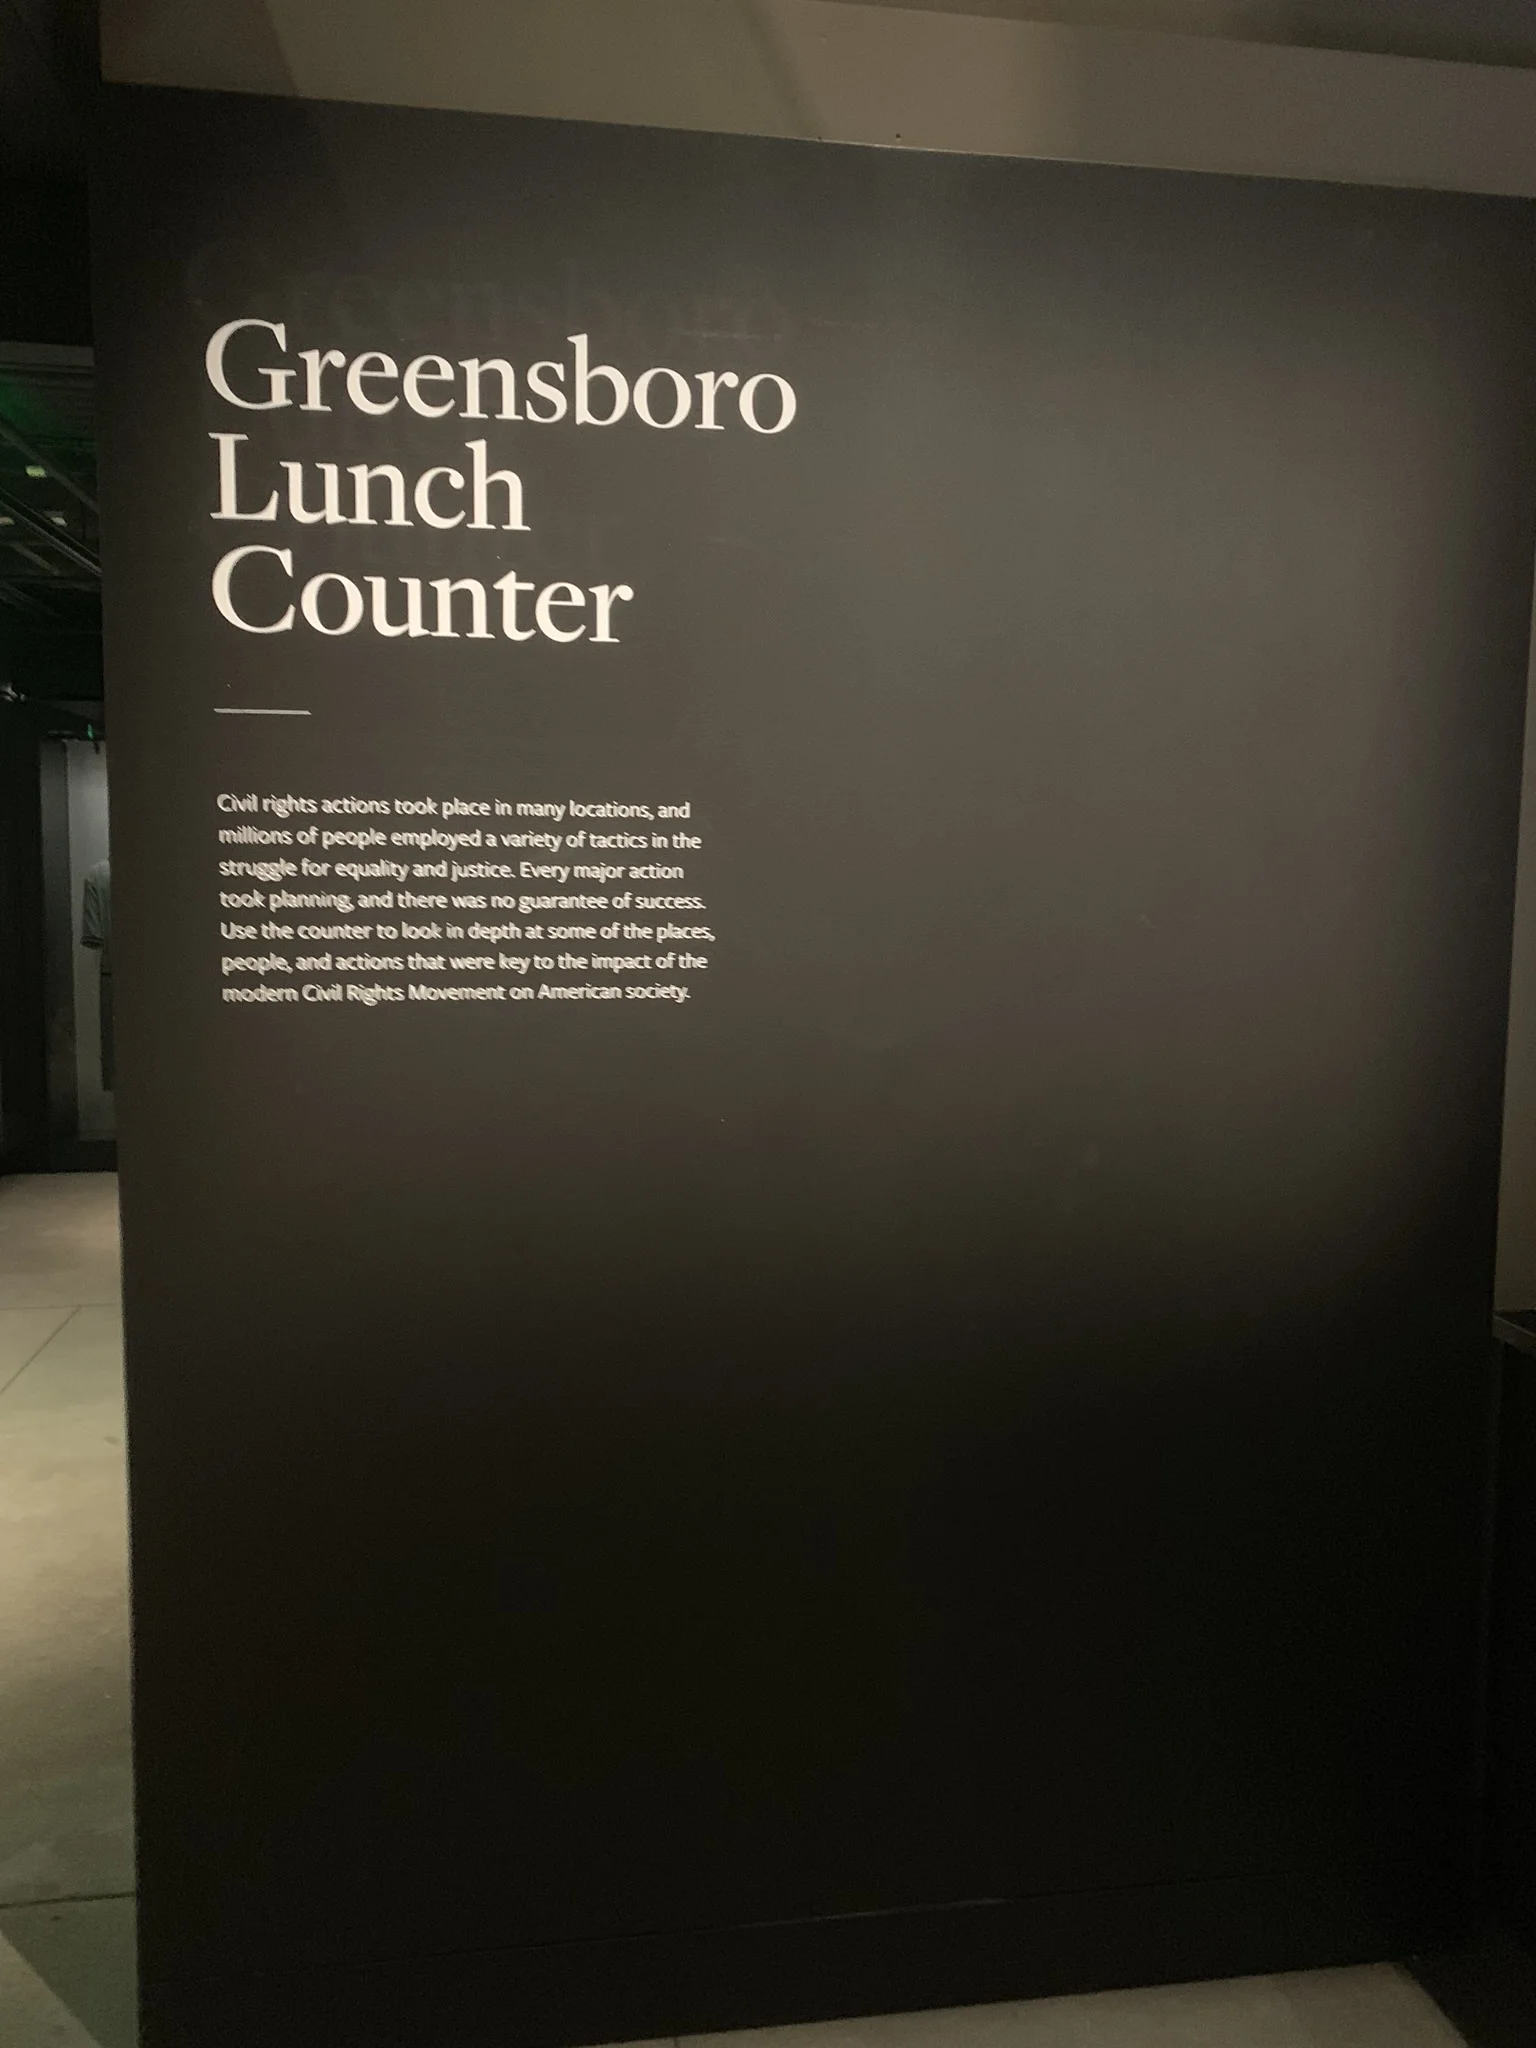 Greensboro
Lunch
Counter
Civil rights actions took place in many locations, and
millions of people employed a variety of tactics in the
struggle for equality and justice. Every major action
took planning, and there was no guarantee of success.
Use the counter to look in depth at some of the places,
people, and actions that were key to the impact of the
modern Civil Rights Movement on American society.